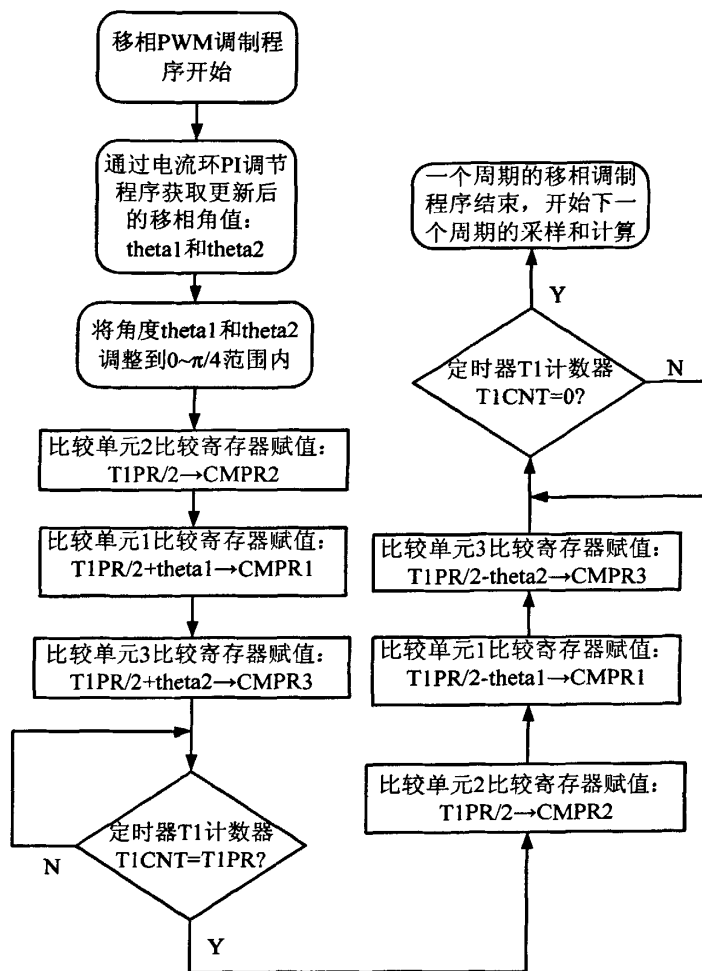 移相PWM调制程
序开始
通过电流环PI调节
程序获取更新后
的移相角值：
theta1和theta2
将角度theta1和theta2
调整到0~π/4范围内
比较单元2比较寄存器赋值：
T1PR/2→CMPR2
比较单元1比较寄存器赋值：
T1PR/2+theta1→CMPR1
比较单元3比较寄存器赋值：
T1PR/2+theta2→CMPR3
定时器T1计数器
T1CNT=T1PR?
N
Y
比较单元2比较寄存器赋值：
T1PR/2→CMPR2
比较单元1比较寄存器赋值：
T1PR/2-theta1→CMPR1
比较单元3比较寄存器赋值：
T1PR/2-theta2→CMPR3
定时器T1计数器
T1CNT=0?
N
Y
一个周期的移相调制
程序结束，开始下一
个周期的采样和计算